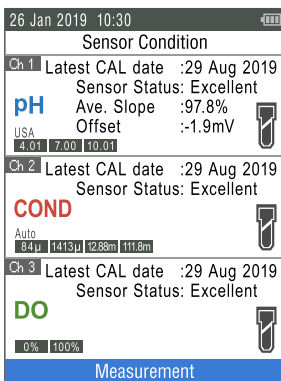 26 Jan 2019 10:30
Sensor Condition
Ch 1 Latest CAL date :29 Aug 2019
Sensor Status: Excellent
pH Ave. Slope :97.8%
USA Offset :-1.9mV
4.01 7.00 10.01
Ch 2 Latest CAL date :29 Aug 2019
Sensor Status: Excellent
COND
Auto
84µ 1413µ 12.88m 111.8m
Ch 3 Latest CAL date :29 Aug 2019
Sensor Status: Excellent
DO
0% 100%
Measurement